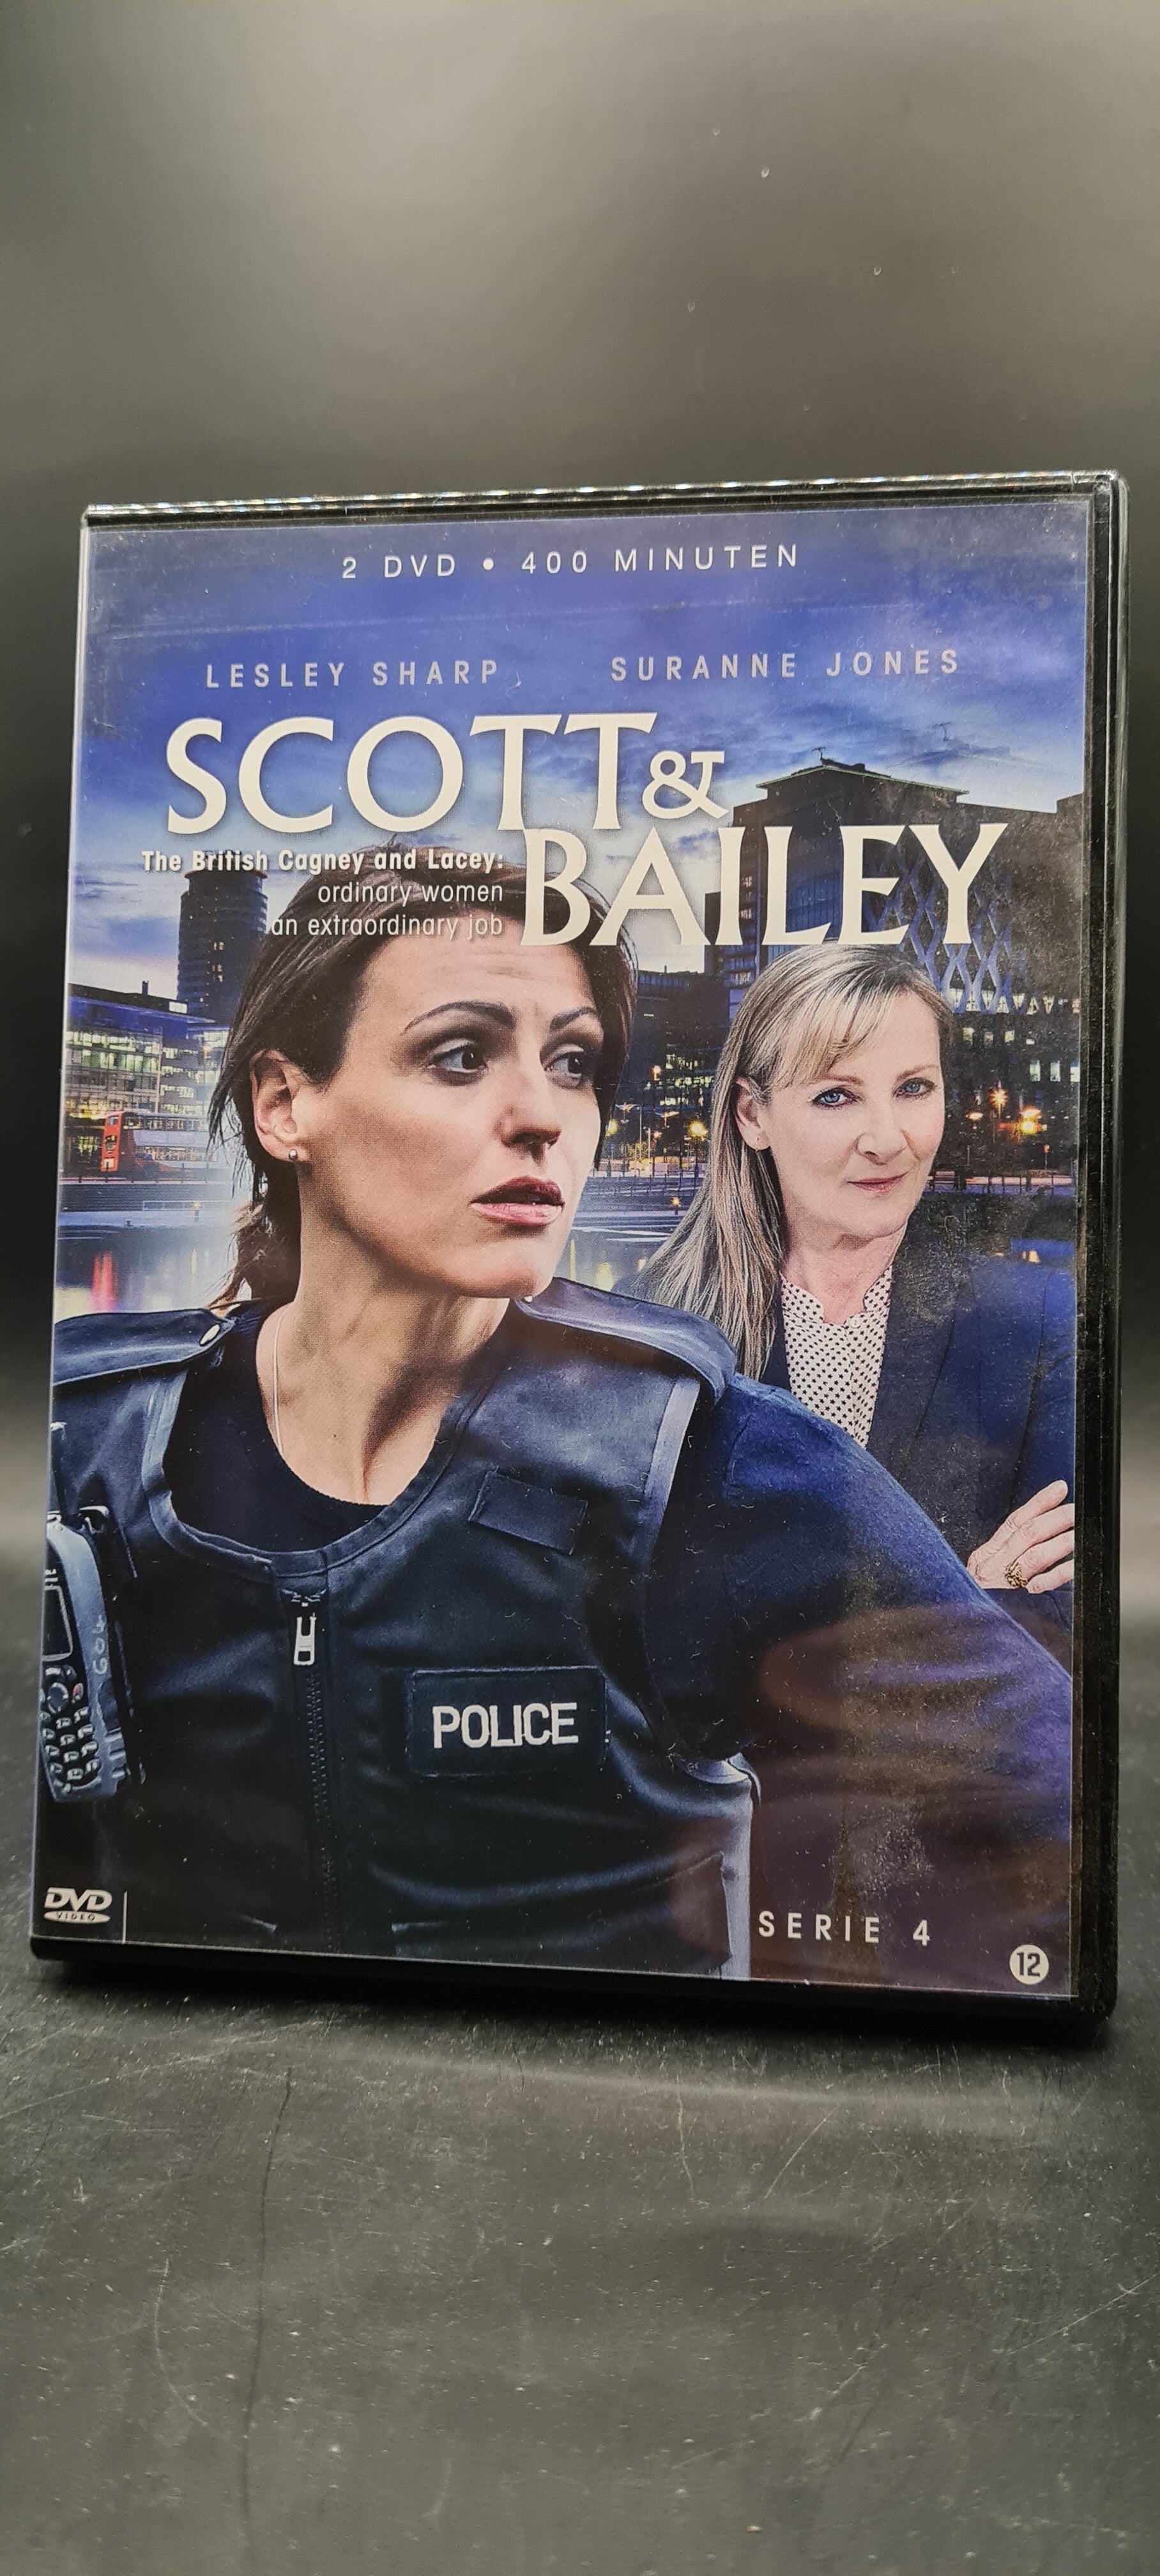 2 DVD • 400 MINUTEN
LESLEY SHARP SURANNE JONES
SCOTT &
BAILEY
The British Cagney and Lacey:
ordinary women
an extraordinary job
POLICE
DVD
VIDEO
SERIE 4
12